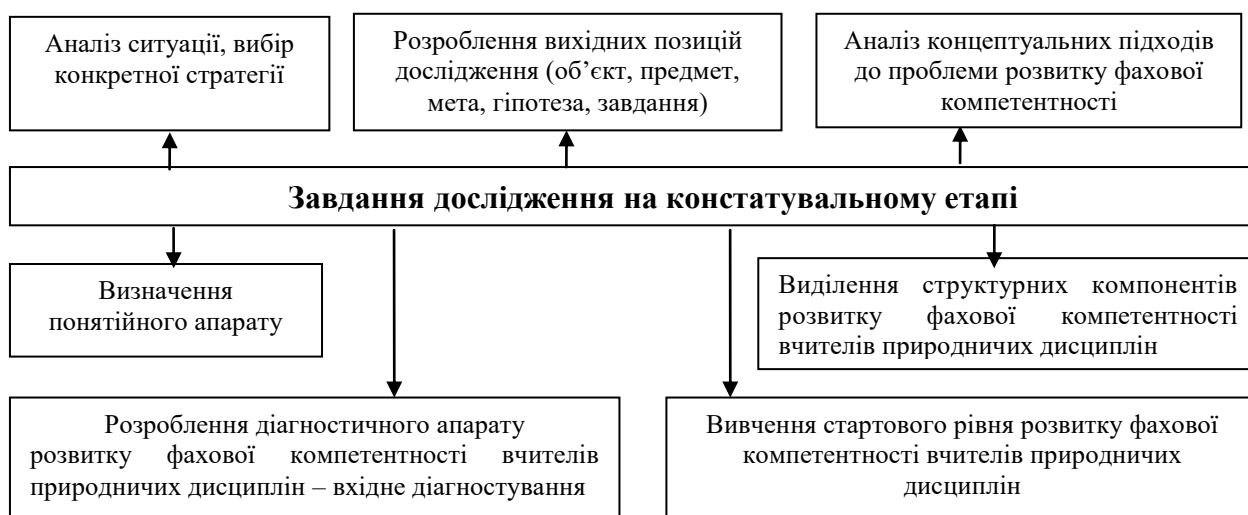 Аналіз ситуації, вибір
конкретної стратегії
Розроблення вихідних позицій
дослідження (об’єкт, предмет,
мета, гіпотеза, завдання)
Аналіз концептуальних підходів
до проблеми розвитку фахової
компетентності
Завдання дослідження на констатувальному етапі
Визначення
понятійного апарату
Виділення структурних компонентів
розвитку фахової компетентності
вчителів природничих дисциплін
Розроблення діагностичного апарату
розвитку фахової компетентності вчителів
природничих дисциплін – вхідне діагностування
Вивчення стартового рівня розвитку фахової
компетентності вчителів природничих
дисциплін